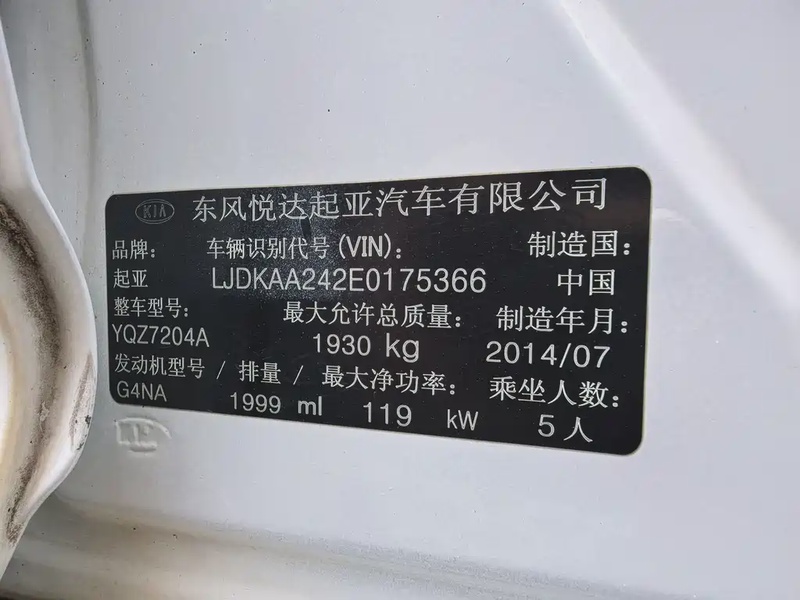 KIA 东风悦达起亚汽车有限公司
品牌: 车辆识别代号(VIN): 制造国:
起亚 LJDKAA242E0175366 中国
整车型号: 最大允许总质量: 制造年月:
YQZ7204A 1930 kg 2014/07
发动机型号 / 排量 / 最大净功率: 乘坐人数:
G4NA 1999 ml 119 kW 5人